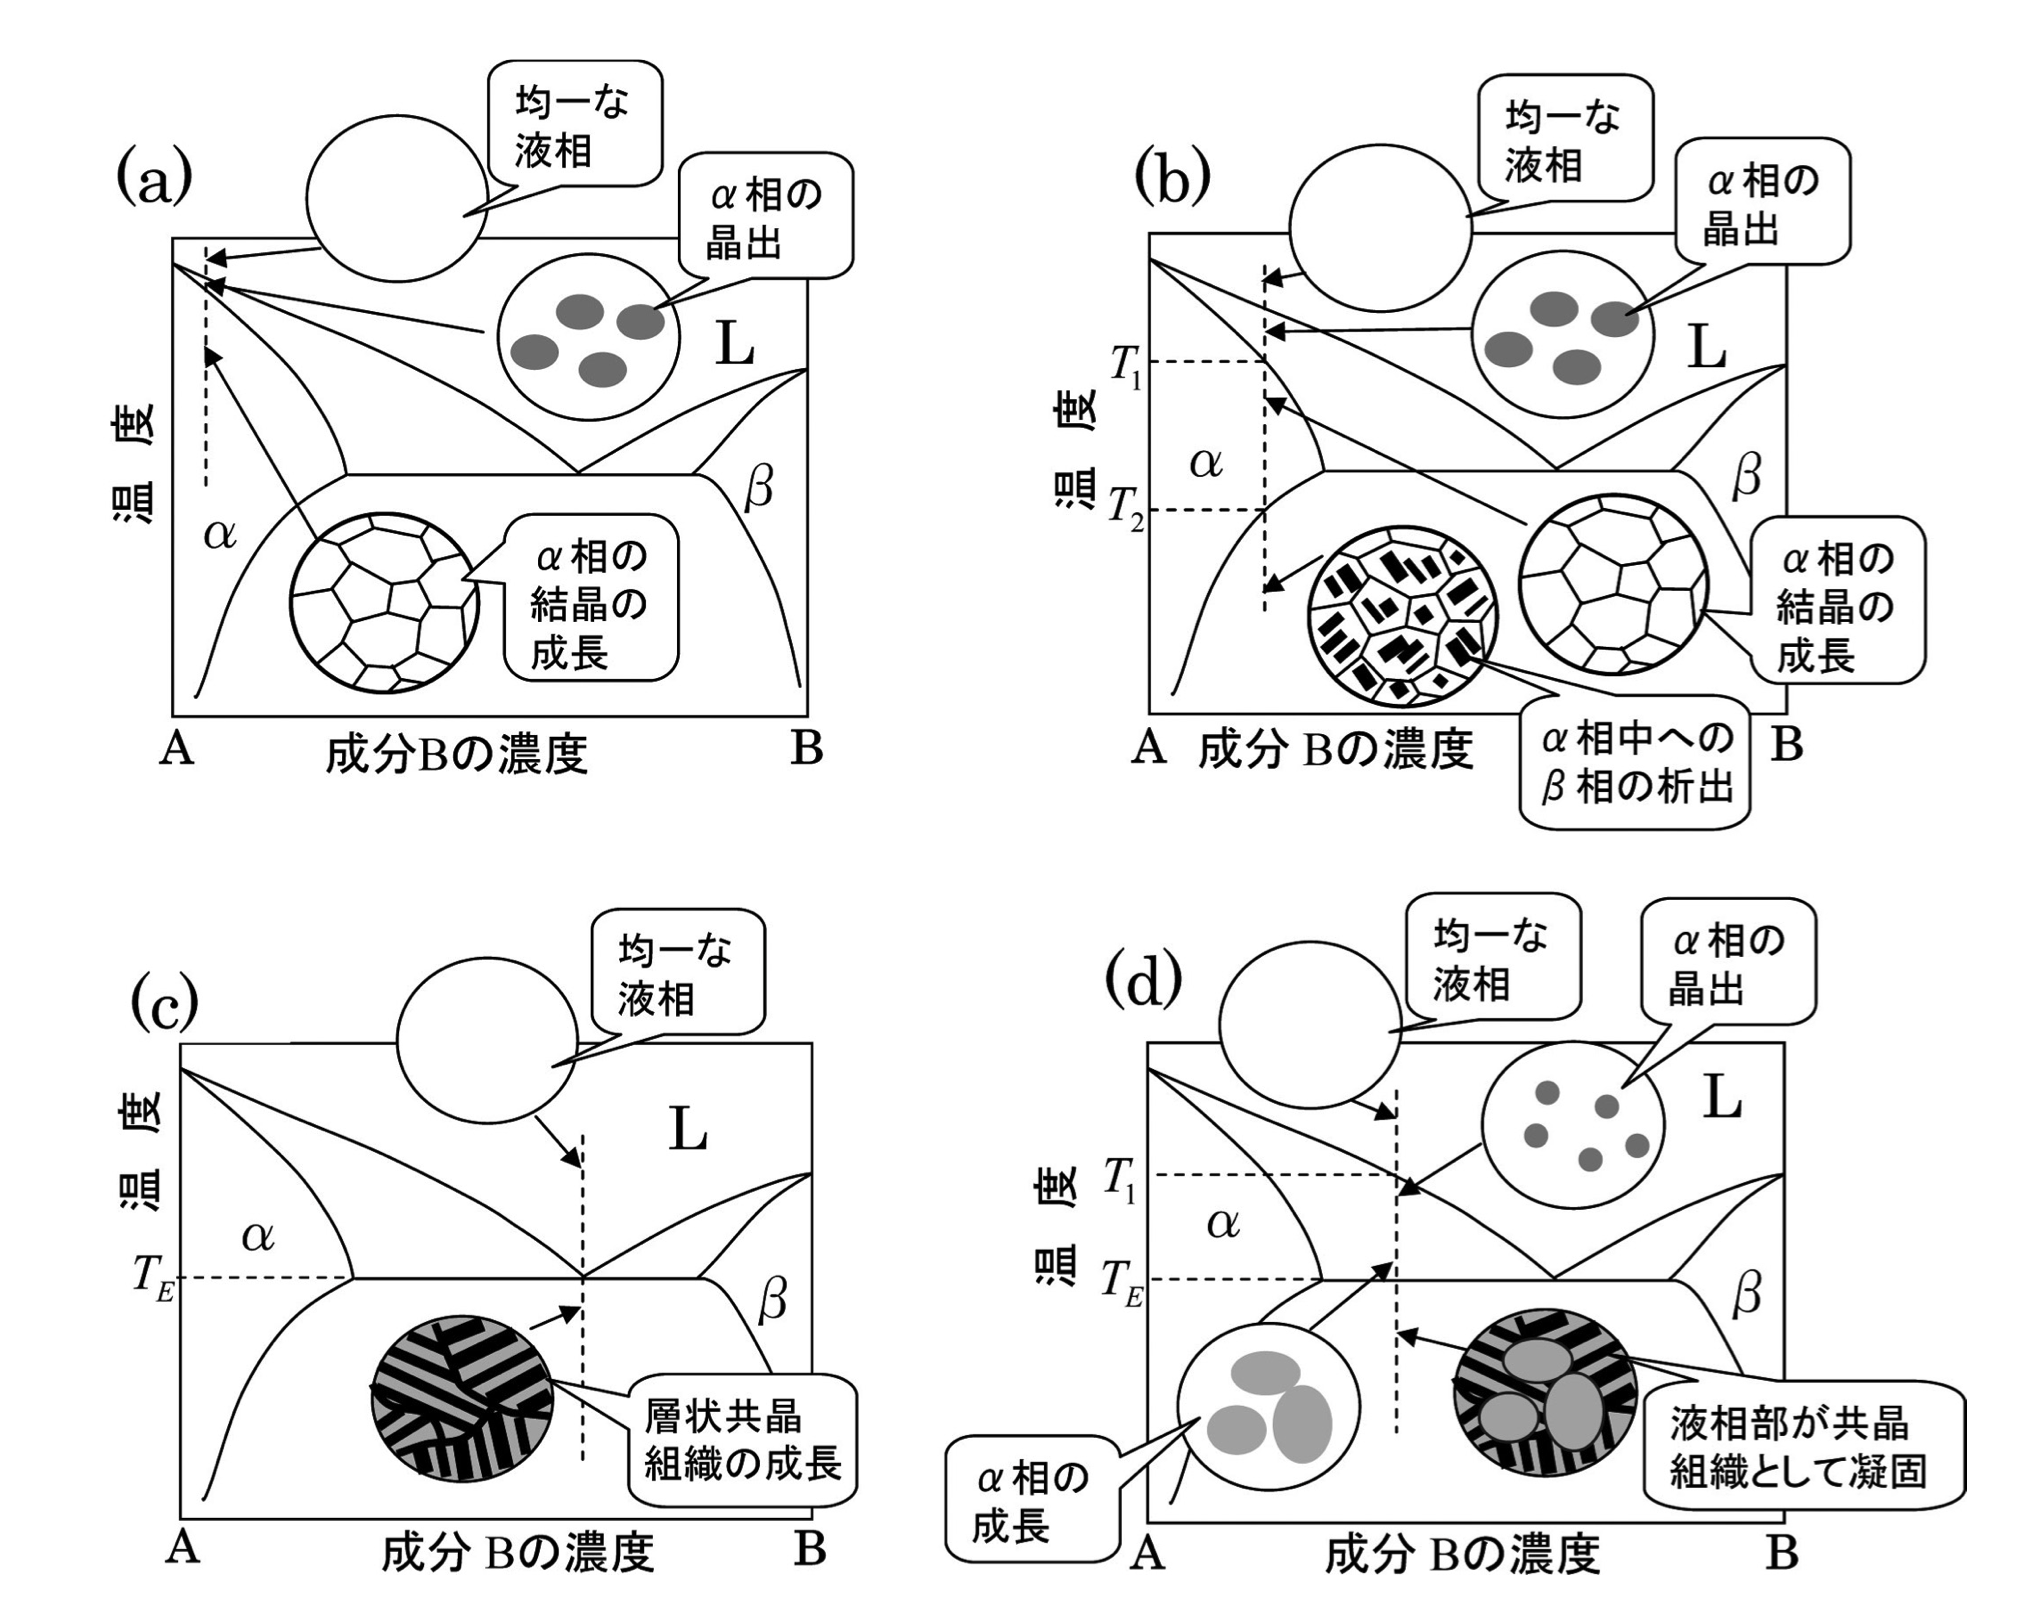 (a)
均一な
液相
α相の
晶出
L
温度
α
β
α相の
結晶の
成長
A
成分Bの濃度
B
(b)
均一な
液相
α相の
晶出
L
T1
温度
α
T2
β
α相の
結晶の
成長
α相中への
β相の析出
A
成分 Bの濃度
B
(c)
均一な
液相
L
温度
α
TE
β
層状共晶
組織の成長
A
成分 Bの濃度
B
(d)
均一な
液相
α相の
晶出
L
T1
温度
α
TE
β
α相の
成長
液相部が共晶
組織として凝固
A
成分 Bの濃度
B